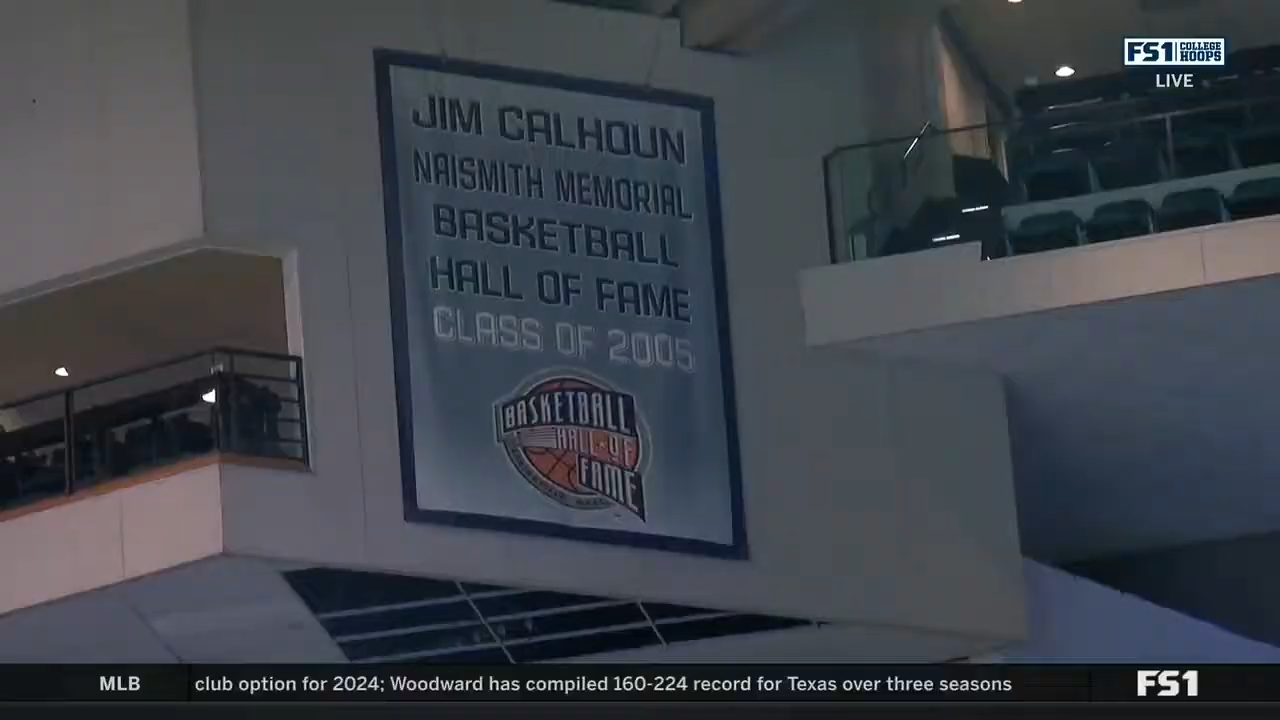 FS1 COLLEGE HOOPS
LIVE
JIM CALHOUN
NAISMITH MEMORIAL
BASKETBALL
HALL OF FAME
CLASS OF 2005
BASKETBALL
HALL OF
FAME
MLB club option for 2024; Woodward has compiled 160-224 record for Texas over three seasons FS1